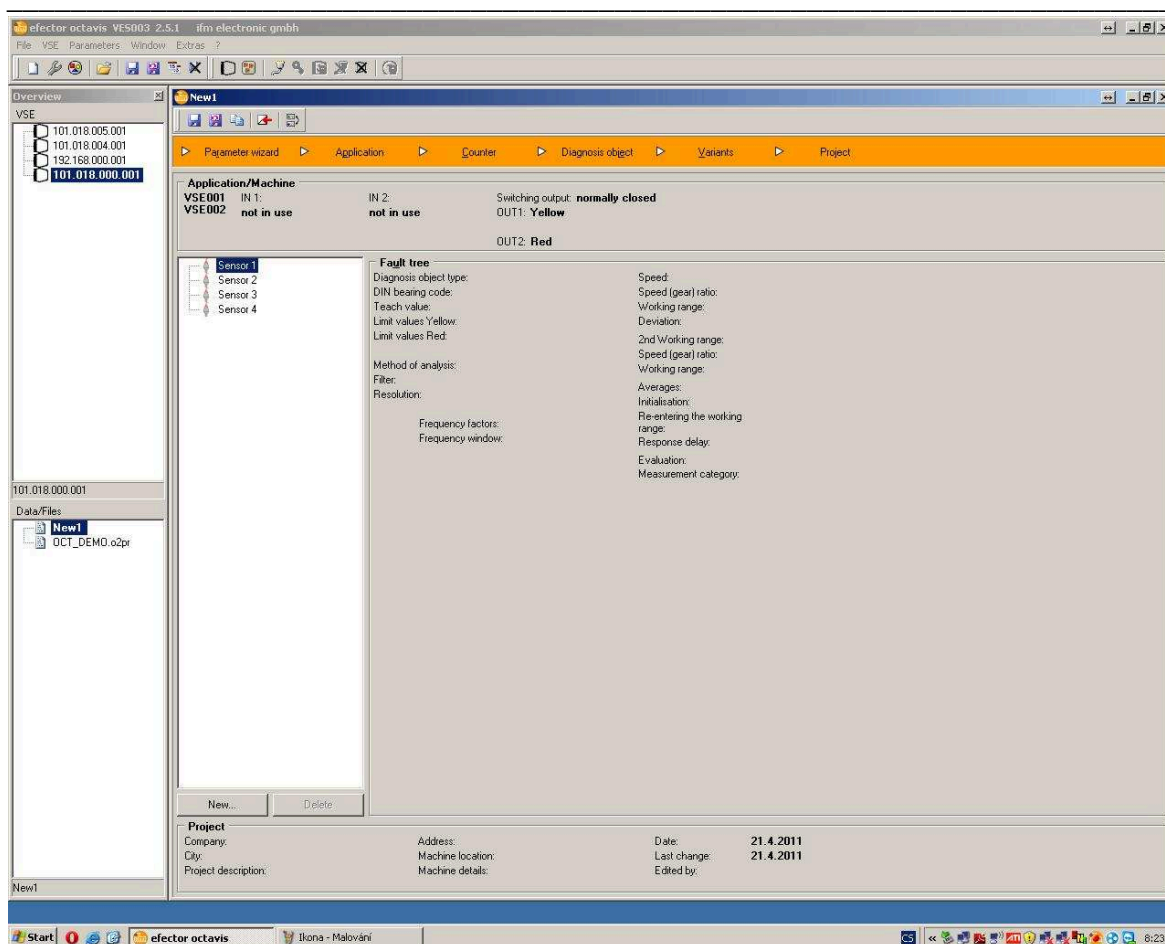 efector octavis VES003 2.5.1 ifm electronic gmbh
File VSE Parameters Window Extras ?
Overview
VSE
101.018.005.001
101.018.004.001
192.168.000.001
101.018.000.001
101.018.000.001
Data/Files
New1
OCT_DEMO.o2pr
New1
New1
Parameter wizard Application Counter Diagnosis object Variants Project
Application/Machine
VSE001 IN 1: IN 2: Switching output: normally closed
VSE002 not in use not in use OUT1: Yellow
OUT2: Red
Sensor 1
Sensor 2
Sensor 3
Sensor 4
New... Delete
Fault tree
Diagnosis object type:
DIN bearing code:
Teach value:
Limit values Yellow:
Limit values Red:
Method of analysis:
Filter:
Resolution:
Frequency factors:
Frequency window:
Speed:
Speed (gear) ratio:
Working range:
Deviation:
2nd Working range:
Speed (gear) ratio:
Working range:
Averages:
Initialisation:
Re-entering the working
range:
Response delay:
Evaluation:
Measurement category:
Project
Company: Address: Date: 21.4.2011
City: Machine location: Last change: 21.4.2011
Project description: Machine details: Edited by:
Start efector octavis Ikona - Malování CS « ATI 8:23